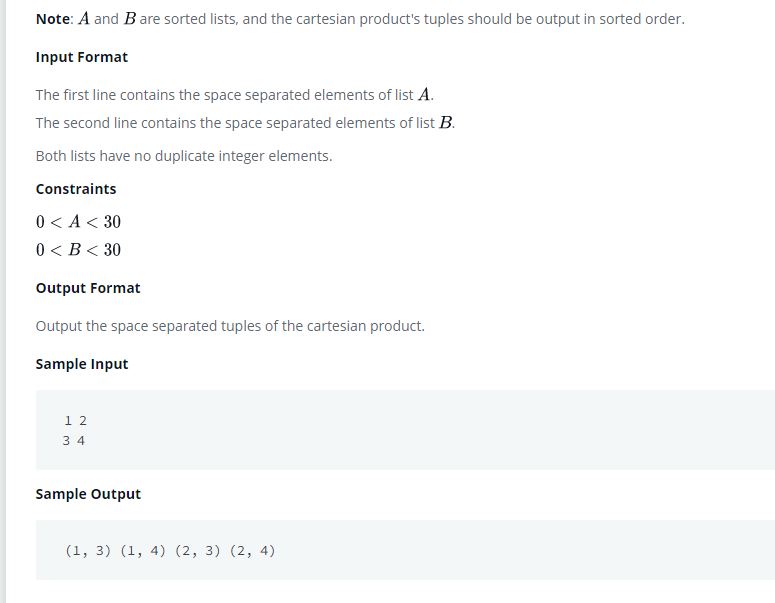 Note: A and B are sorted lists, and the cartesian product's tuples should be output in sorted order.
Input Format
The first line contains the space separated elements of list A.
The second line contains the space separated elements of list B.
Both lists have no duplicate integer elements.
Constraints
0 < A < 30
0 < B < 30
Output Format
Output the space separated tuples of the cartesian product.
Sample Input
1 2
3 4
Sample Output
(1, 3) (1, 4) (2, 3) (2, 4)